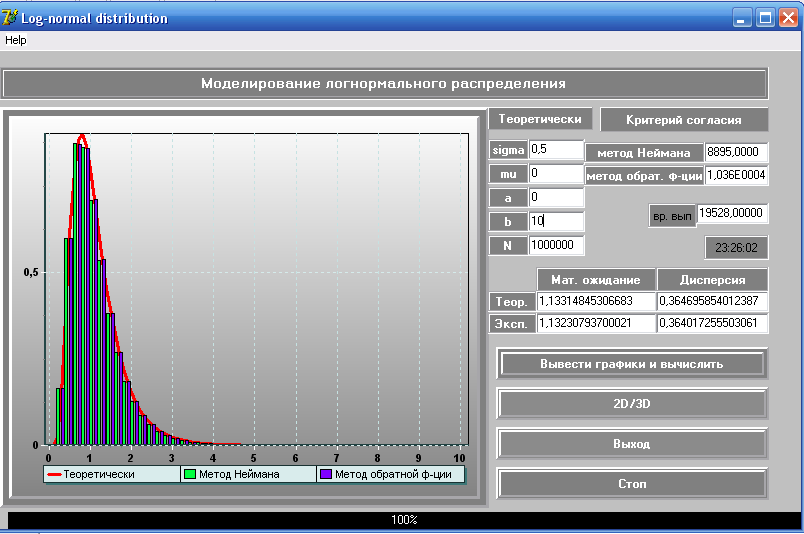 Log-normal distribution
Help
Моделирование логнормального распределения
Теоретически Критерий согласия
sigma 0,5 метод Неймана 8895,0000
mu 0 метод обрат. ф-ции 1,036E0004
a 0
b 10 вр. вып 19528,00000
N 1000000 23:26:02
Мат. ожидание Дисперсия
Теор. 1,13314845306683 0,364695854012387
Эксп. 1,13230793700021 0,364017255503061
Вывести графики и вычислить
2D/3D
Выход
Стоп
0,5
0
0 1 2 3 4 5 6 7 8 9 10
Теоретически Метод Неймана Метод обратной ф-ции
100%